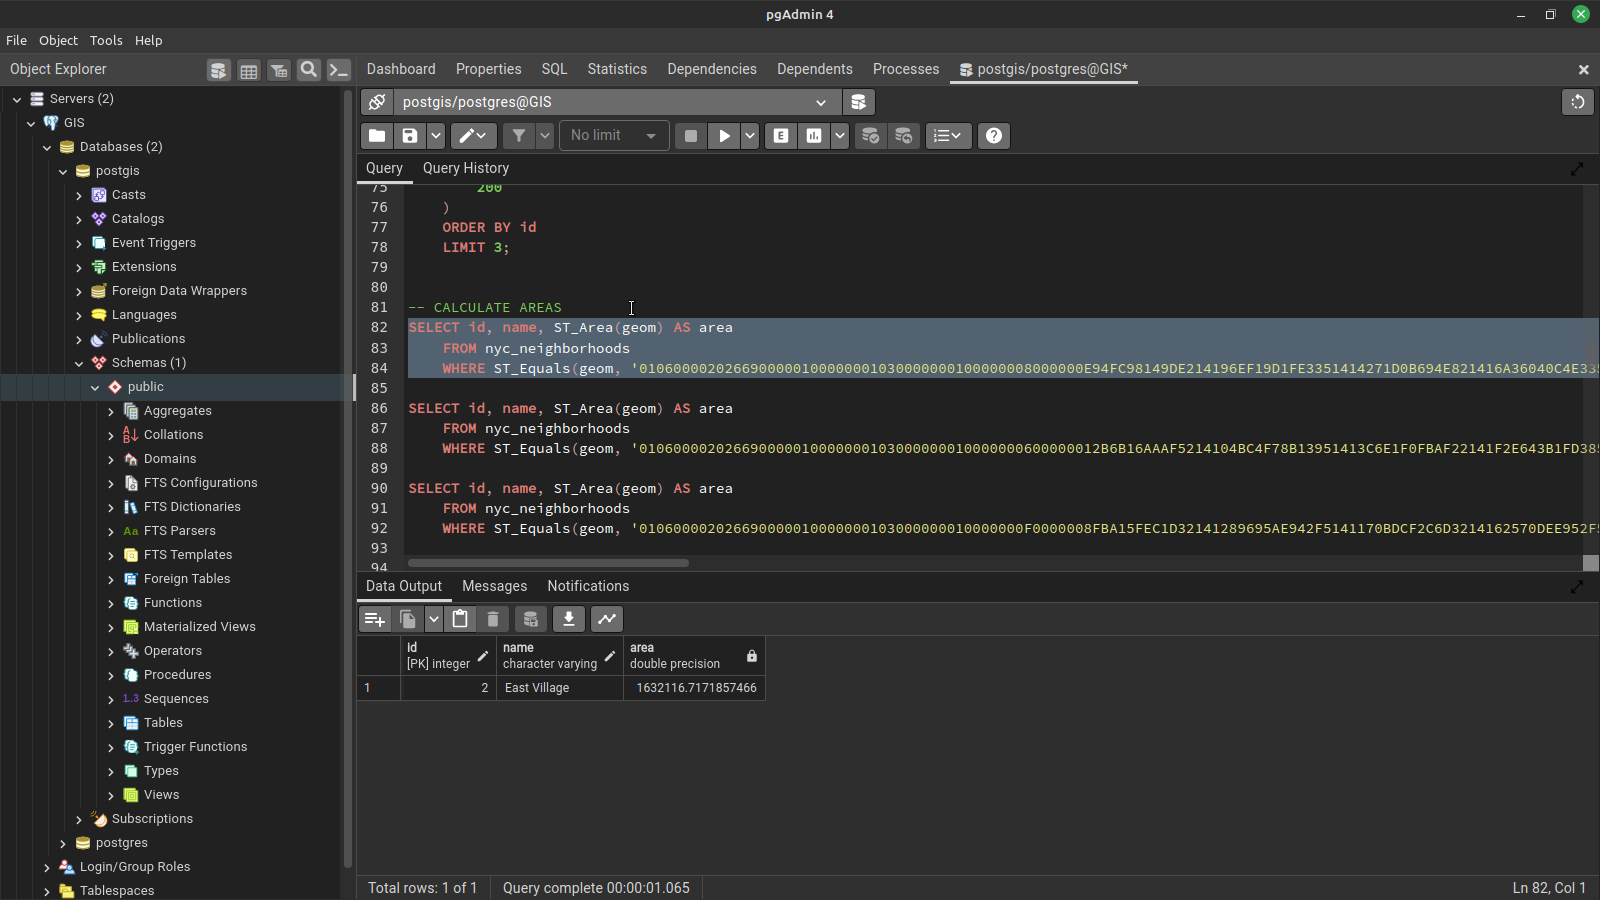 pgAdmin 4
File Object Tools Help
Object Explorer
Dashboard Properties SQL Statistics Dependencies Dependents Processes postgis/postgres@GIS*
Servers (2)
GIS
Databases (2)
postgis
Casts
Catalogs
Event Triggers
Extensions
Foreign Data Wrappers
Languages
Publications
Schemas (1)
public
Aggregates
Collations
Domains
FTS Configurations
FTS Dictionaries
FTS Parsers
FTS Templates
Foreign Tables
Functions
Materialized Views
Operators
Procedures
1.3 Sequences
Tables
Trigger Functions
Types
Views
Subscriptions
postgres
Login/Group Roles
Tablespaces
postgis/postgres@GIS
No limit
Query Query History
75 200
76 )
77 ORDER BY id
78 LIMIT 3;
79
80
81 -- CALCULATE AREAS
82 SELECT id, name, ST_Area(geom) AS area
83 FROM nyc_neighborhoods
84 WHERE ST_Equals(geom, '0106000020266900000100000001030000000100000008000000E94FC98149DE214196EF19D1FE3351414271D0B694E821416A36040C4E335
85
86 SELECT id, name, ST_Area(geom) AS area
87 FROM nyc_neighborhoods
88 WHERE ST_Equals(geom, '010600002026690000010000000103000000010000000600000012B6B16AAAF5214104BC4F78B13951413C6E1F0FBAF22141F2E643B1FD385
89
90 SELECT id, name, ST_Area(geom) AS area
91 FROM nyc_neighborhoods
92 WHERE ST_Equals(geom, '010600002026690000010000000103000000010000000F0000008FBA15FEC1D32141289695AE942F5141170BDCF2C6D3214162570DEE952F5
93
94
Data Output Messages Notifications
id
[PK] integer
name
character varying
area
double precision
1 2 East Village 1632116.7171857466
Total rows: 1 of 1 Query complete 00:00:01.065 Ln 82, Col 1